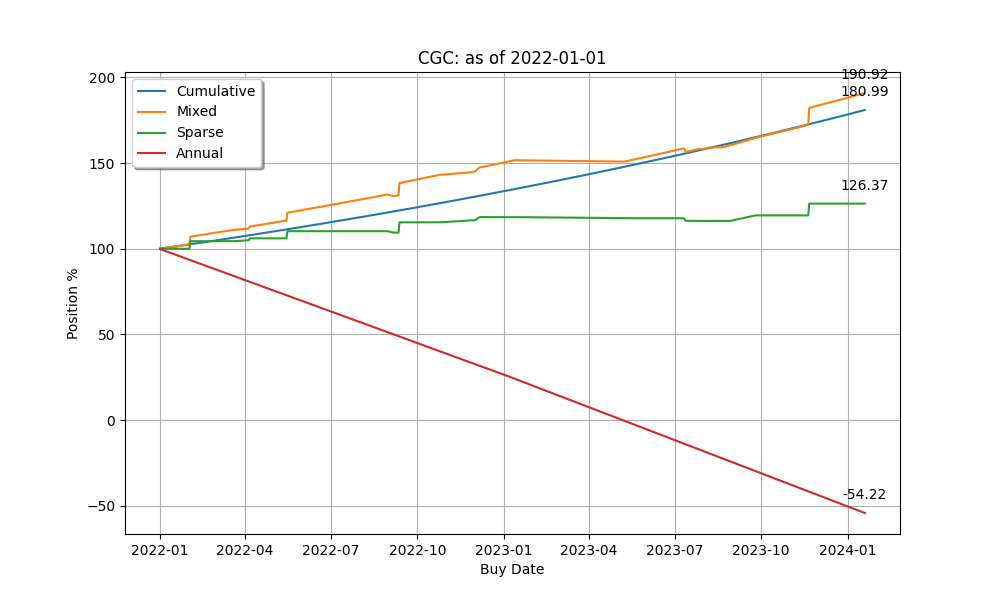 CGC: as of 2022-01-01
Cumulative
Mixed
Sparse
Annual
190.92
180.99
126.37
-54.22
200
150
100
50
0
−50
Position %
2022-01 2022-04 2022-07 2022-10 2023-01 2023-04 2023-07 2023-10 2024-01
Buy Date